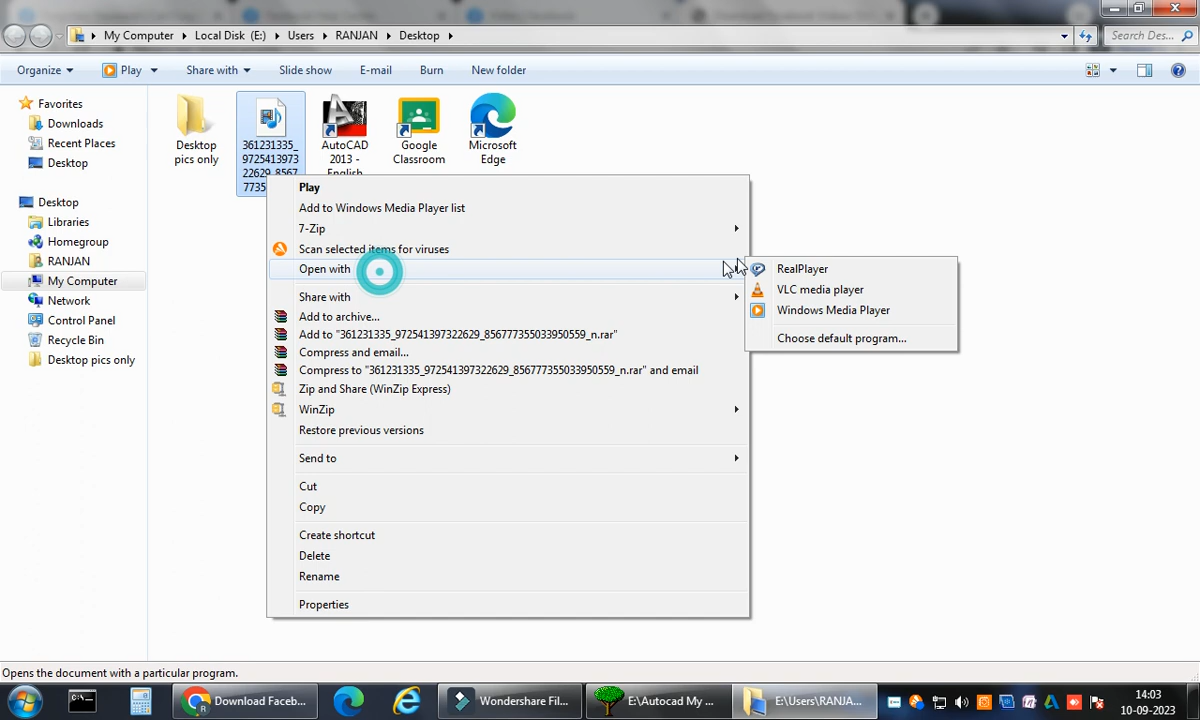 My Computer ▸ Local Disk (E:) ▸ Users ▸ RANJAN ▸ Desktop ▸
Search Des...
Organize
Play
Share with
Slide show
E-mail
Burn
New folder
Favorites
Downloads
Recent Places
Desktop
Desktop
Libraries
Homegroup
RANJAN
My Computer
Network
Control Panel
Recycle Bin
Desktop pics only
Desktop
pics only
361231335_
9725413973
22629_8567
7735
AutoCAD
2013 -
English
Google
Classroom
Microsoft
Edge
Play
Add to Windows Media Player list
7-Zip
Scan selected items for viruses
Open with
Share with
Add to archive...
Add to "361231335_972541397322629_856777355033950559_n.rar"
Compress and email...
Compress to "361231335_972541397322629_856777355033950559_n.rar" and email
Zip and Share (WinZip Express)
WinZip
Restore previous versions
Send to
Cut
Copy
Create shortcut
Delete
Rename
Properties
RealPlayer
VLC media player
Windows Media Player
Choose default program...
Opens the document with a particular program.
Download Faceb...
Wondershare Fil...
E:\Autocad My ...
E:\Users\RANJA...
14:03
10-09-2023